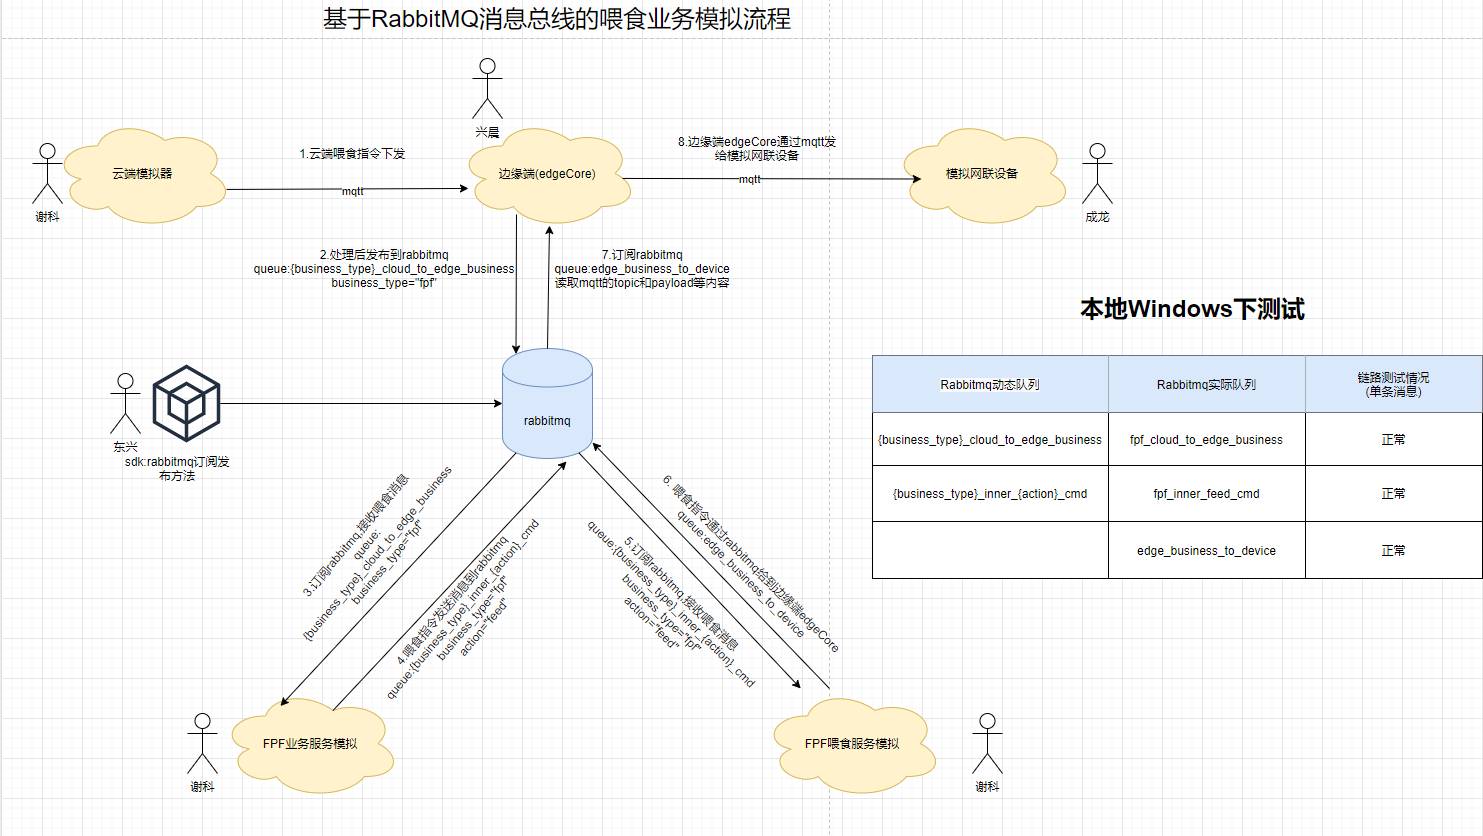 基于RabbitMQ消息总线的喂食业务模拟流程
兴晨
谢科
云端模拟器
1.云端喂食指令下发
mqtt
边缘端(edgeCore)
8.边缘端edgeCore通过mqtt发
给模拟网联设备
mqtt
模拟网联设备
成龙
2.处理后发布到rabbitmq
queue:{business_type}_cloud_to_edge_business
business_type="fpf"
7.订阅rabbitmq
queue:edge_business_to_device
读取mqtt的topic和payload等内容
东兴
sdk:rabbitmq订阅发
布方法
rabbitmq
3.订阅rabbitmq,接收喂食消息
queue:
{business_type}_cloud_to_edge_business
business_type="fpf"
4.喂食指令发送消息到rabbitmq
queue:{business_type}_inner_{action}_cmd
business_type="fpf"
action="feed"
5.订阅rabbitmq,接收喂食消息
queue:{business_type}_inner_{action}_cmd
business_type="fpf"
action="feed"
6. 喂食指令通过rabbitmq给到边缘端edgeCore
queue:edge_business_to_device
谢科
FPF业务服务模拟
FPF喂食服务模拟
谢科
本地Windows下测试
Rabbitmq动态队列
Rabbitmq实际队列
链路测试情况
(单条消息)
{business_type}_cloud_to_edge_business
fpf_cloud_to_edge_business
正常
{business_type}_inner_{action}_cmd
fpf_inner_feed_cmd
正常
edge_business_to_device
正常